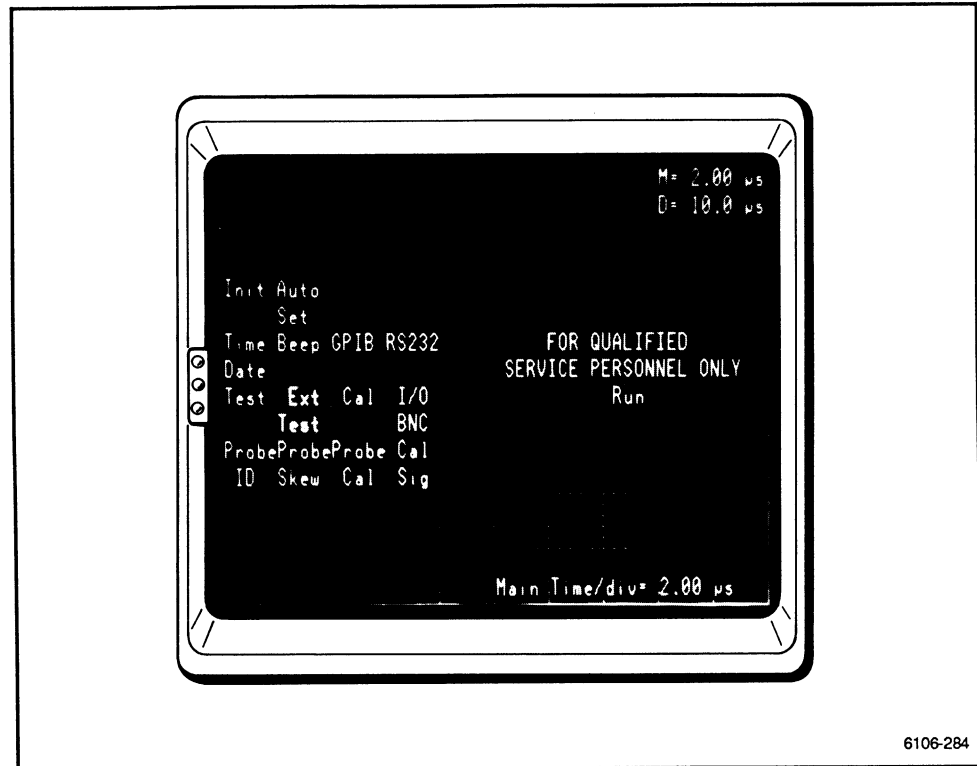 M= 2.00 µs
D= 10.0 µs
Init Auto
Set
Time Beep GPIB RS232
Date
Test Ext Cal I/O
Test BNC
ProbeProbeProbe Cal
ID Skew Cal Sig
FOR QUALIFIED
SERVICE PERSONNEL ONLY
Run
Main Time/div= 2.00 µs
6106-284